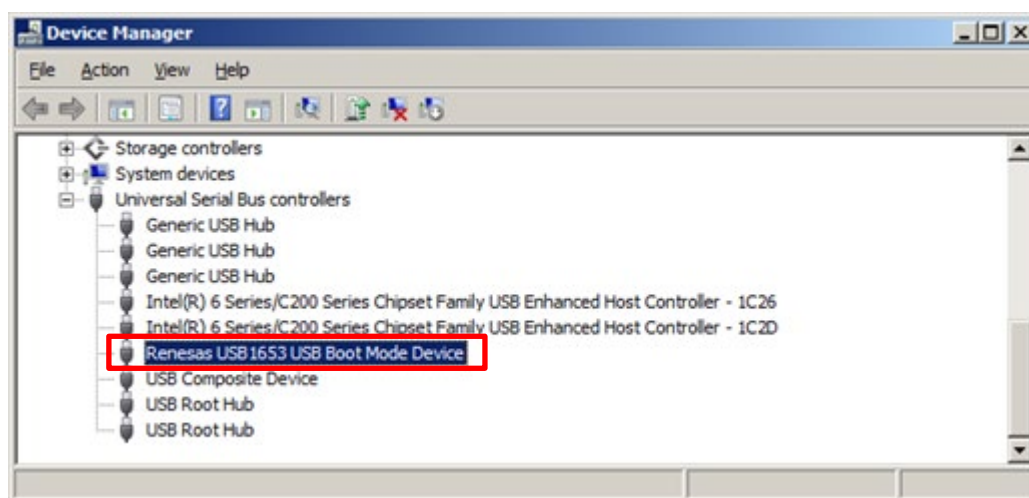 Device Manager
File Action View Help
Storage controllers
System devices
Universal Serial Bus controllers
Generic USB Hub
Generic USB Hub
Generic USB Hub
Intel(R) 6 Series/C200 Series Chipset Family USB Enhanced Host Controller - 1C26
Intel(R) 6 Series/C200 Series Chipset Family USB Enhanced Host Controller - 1C2D
Renesas USB1653 USB Boot Mode Device
USB Composite Device
USB Root Hub
USB Root Hub